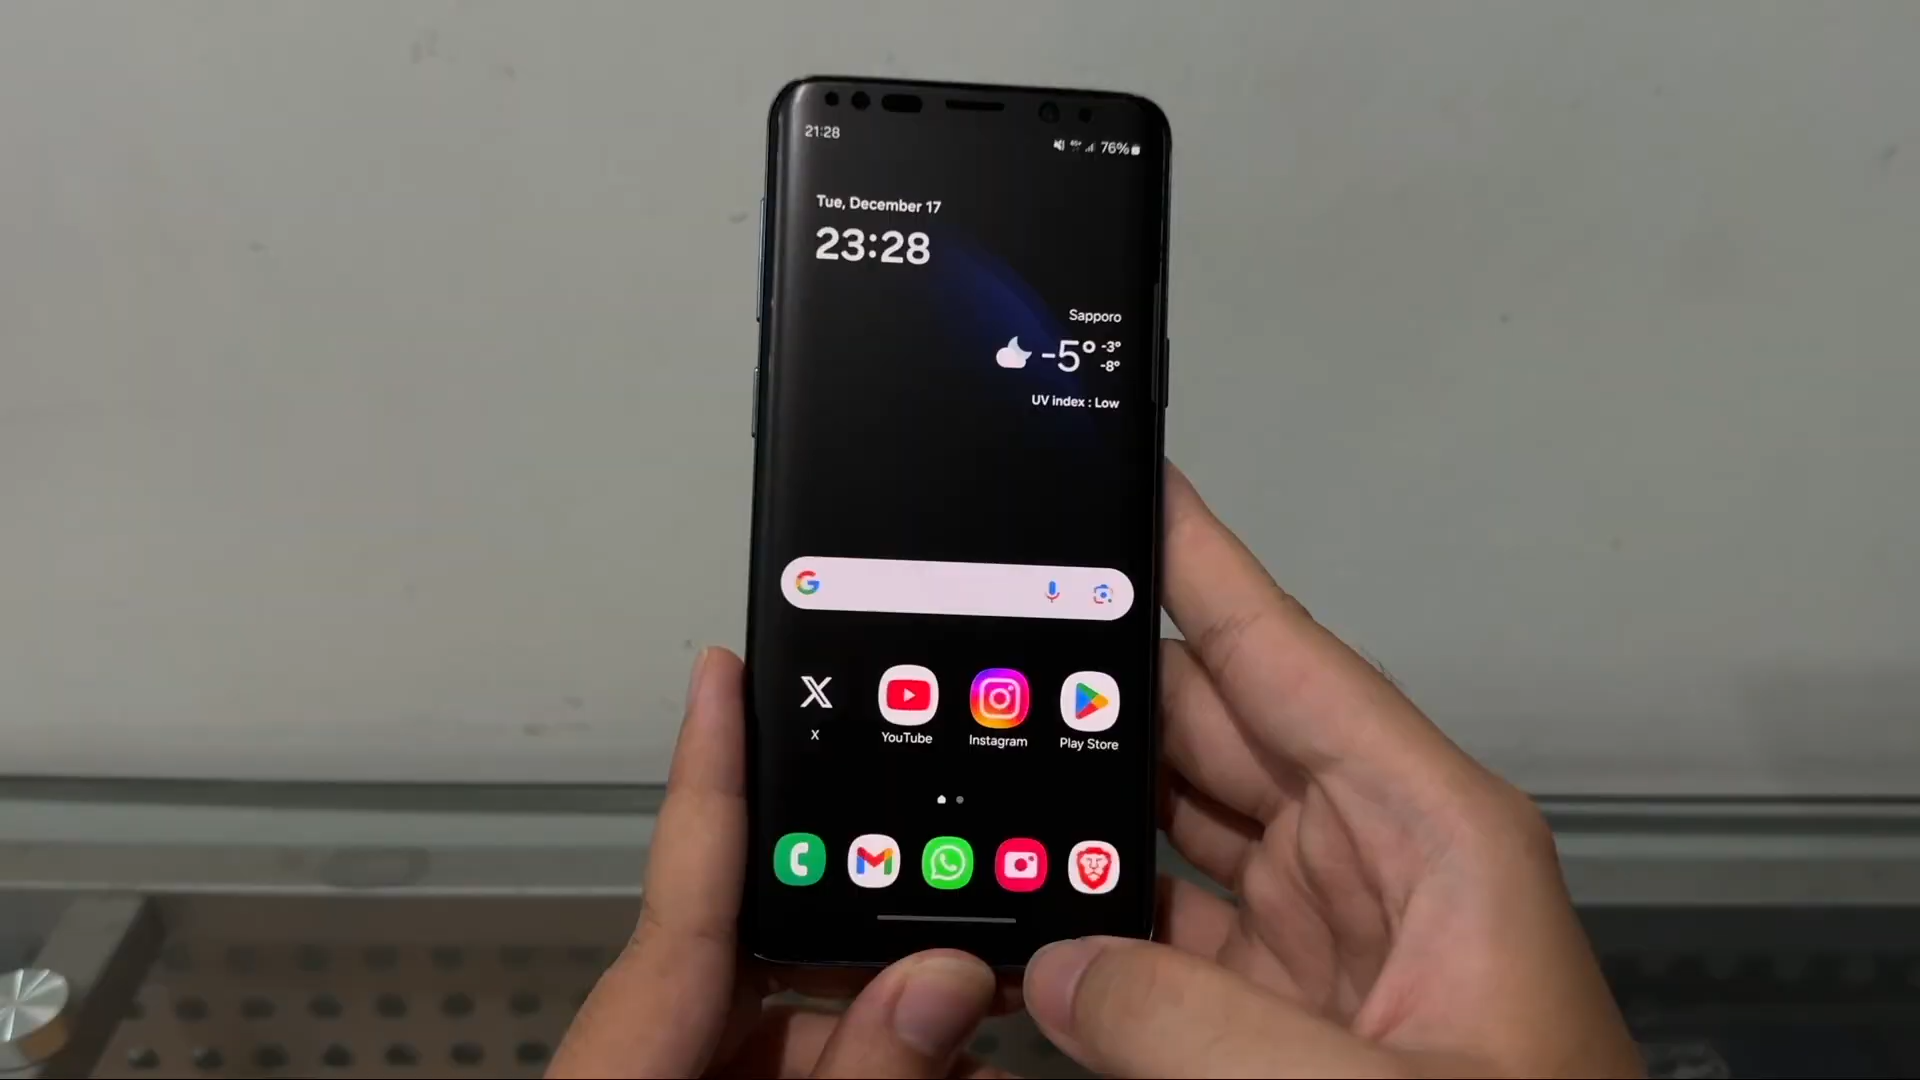 21:28
76%
Tue, December 17
23:28
Sapporo
-5° -3°
-8°
UV index : Low
X
YouTube
Instagram
Play Store